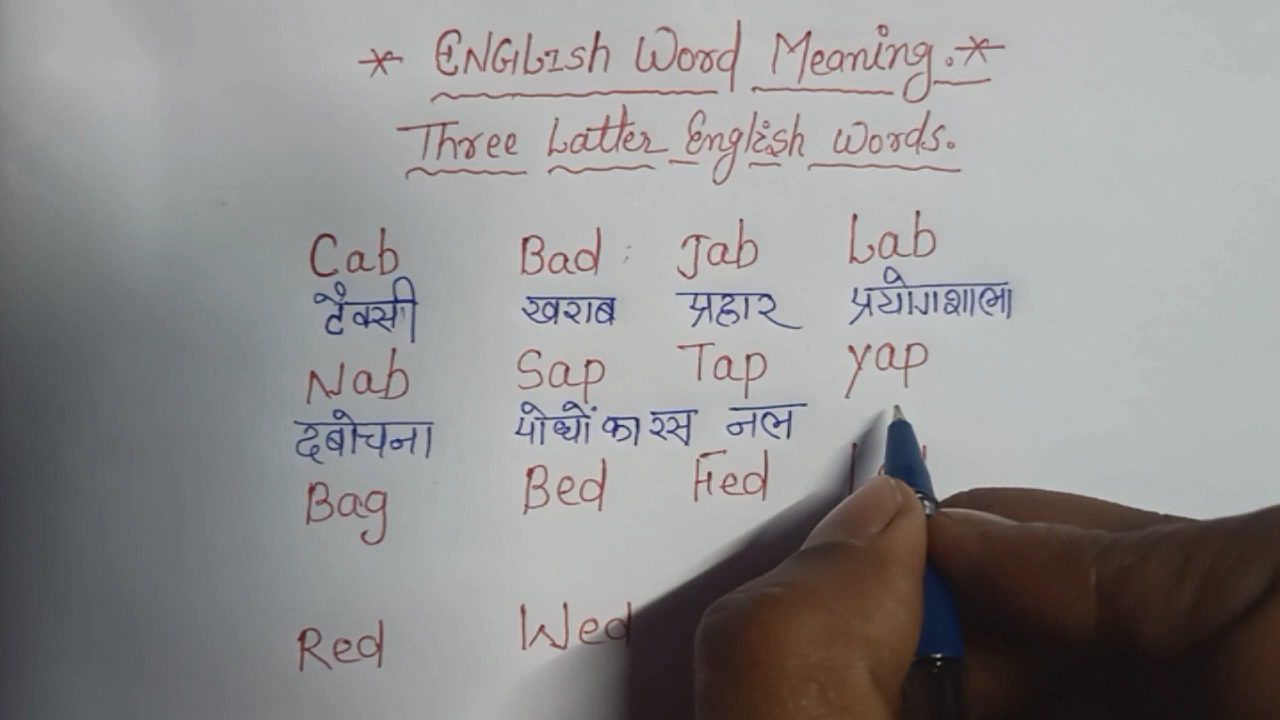 * ENGLIsh Word Meaning.*
Three Latter English words.
Cab Bad Jab Lab
टैक्सी खराब प्रहार प्रयोगशाला
Nab Sap Tap Yap
दबोचना पोधों का रस नल
Bag Bed Fed
Red Wed